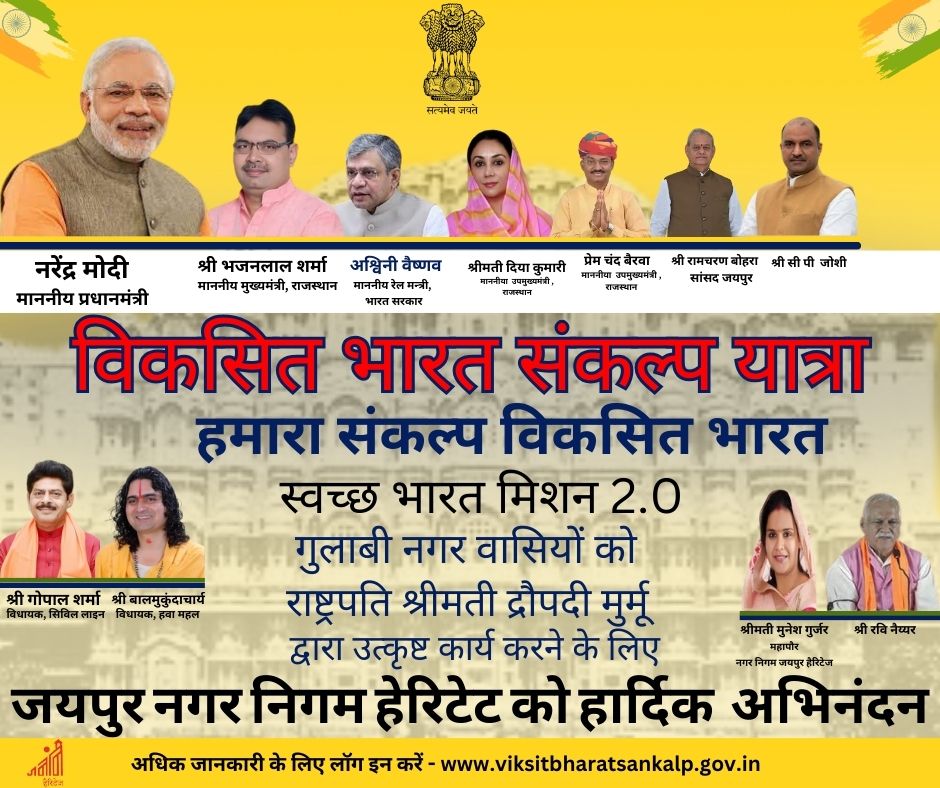 सत्यमेव जयते
नरेंद्र मोदी
माननीय प्रधानमंत्री
श्री भजनलाल शर्मा
माननीय मुख्यमंत्री, राजस्थान
अश्विनी वैष्णव
माननीय रेल मन्त्री,
भारत सरकार
श्रीमती दिया कुमारी
माननीया उपमुख्यमंत्री ,
राजस्थान
प्रेम चंद बैरवा
माननीया उपमुख्यमंत्री ,
राजस्थान
श्री रामचरण बोहरा
सांसद जयपुर
श्री सी पी जोशी
विकसित भारत संकल्प यात्रा
हमारा संकल्प विकसित भारत
स्वच्छ भारत मिशन 2.0
गुलाबी नगर वासियों को
राष्ट्रपति श्रीमती द्रौपदी मुर्मू
द्वारा उत्कृष्ट कार्य करने के लिए
श्री गोपाल शर्मा
विधायक, सिविल लाइन
श्री बालमुकुंदाचार्य
विधायक, हवा महल
श्रीमती मुनेश गुर्जर
महापौर
नगर निगम जयपुर हैरिटेज
श्री रवि नैय्यर
जयपुर नगर निगम हेरिटेट को हार्दिक अभिनंदन
हैरिटेज
अधिक जानकारी के लिए लॉग इन करें - www.viksitbharatsankalp.gov.in